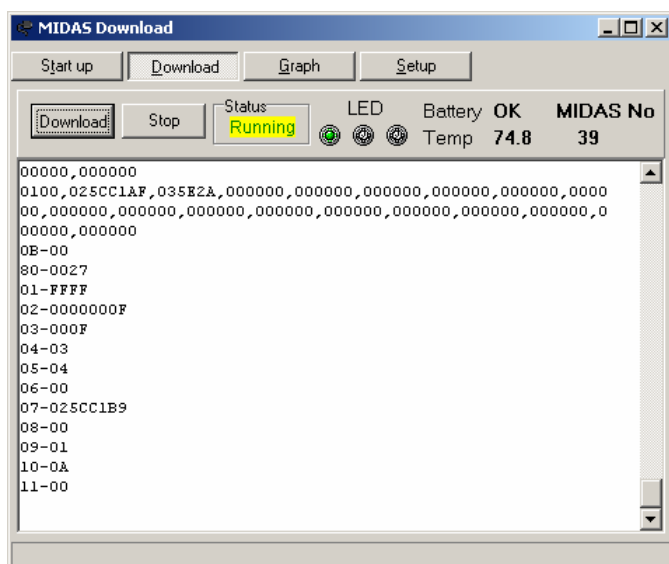 MIDAS Download
Start up Download Graph Setup
Download Stop Status Running LED Battery OK MIDAS No
Temp 74.8 39
00000,000000
0100,025CC1AF,035E2A,000000,000000,000000,000000,000000,0000
00,000000,000000,000000,000000,000000,000000,000000,000000,0
00000,000000
0B-00
80-0027
01-FFFF
02-0000000F
03-000F
04-03
05-04
06-00
07-025CC1B9
08-00
09-01
10-0A
11-00